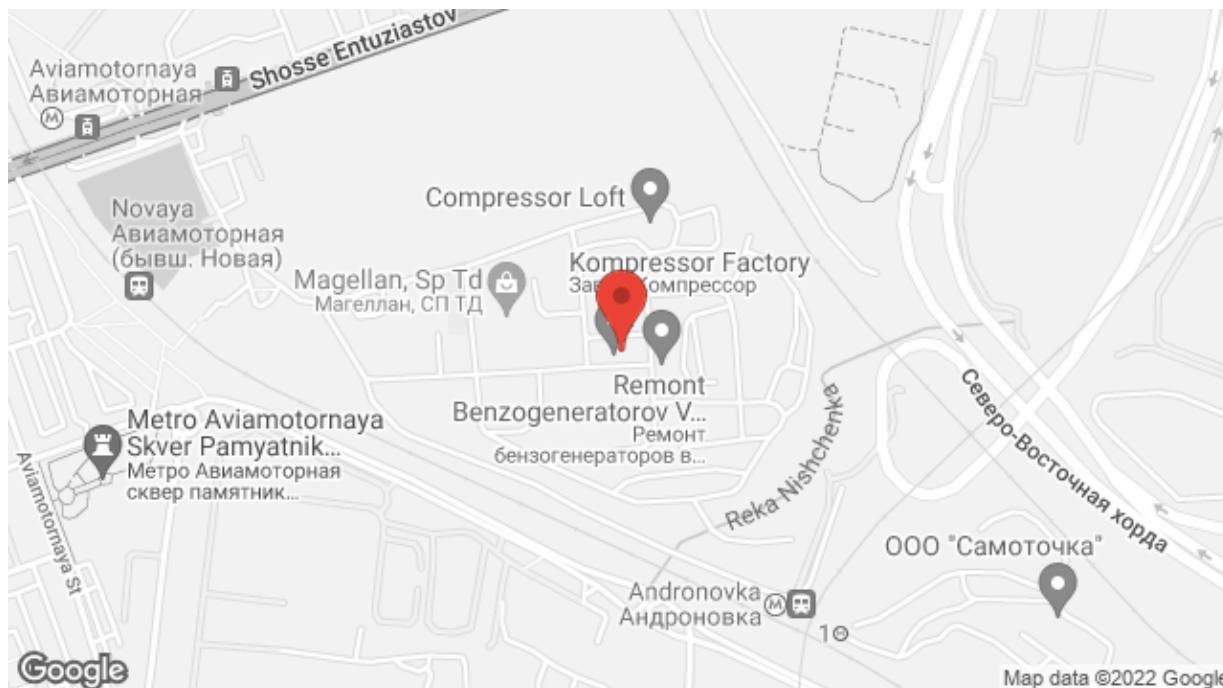 Shosse Entuziastov
Aviamotornaya
Авиамоторная
Compressor Loft
Novaya
Авиамоторная
(бывш. Новая)
Kompressor Factory
Компрессор
Magellan, Sp Td
Магеллан, СП ТД
Remont
Benzogeneratorov V...
Ремонт
бензогенераторов в...
Metro Aviamotornaya
Skver Pamyatnik...
Метро Авиамоторная
сквер памятник...
Aviamotornaya St
Reka Nishchenka
Северо-Восточная хорда
ООО "Самоточка"
Andronovka
Андроновка
1
Google
Map data ©2022 Google